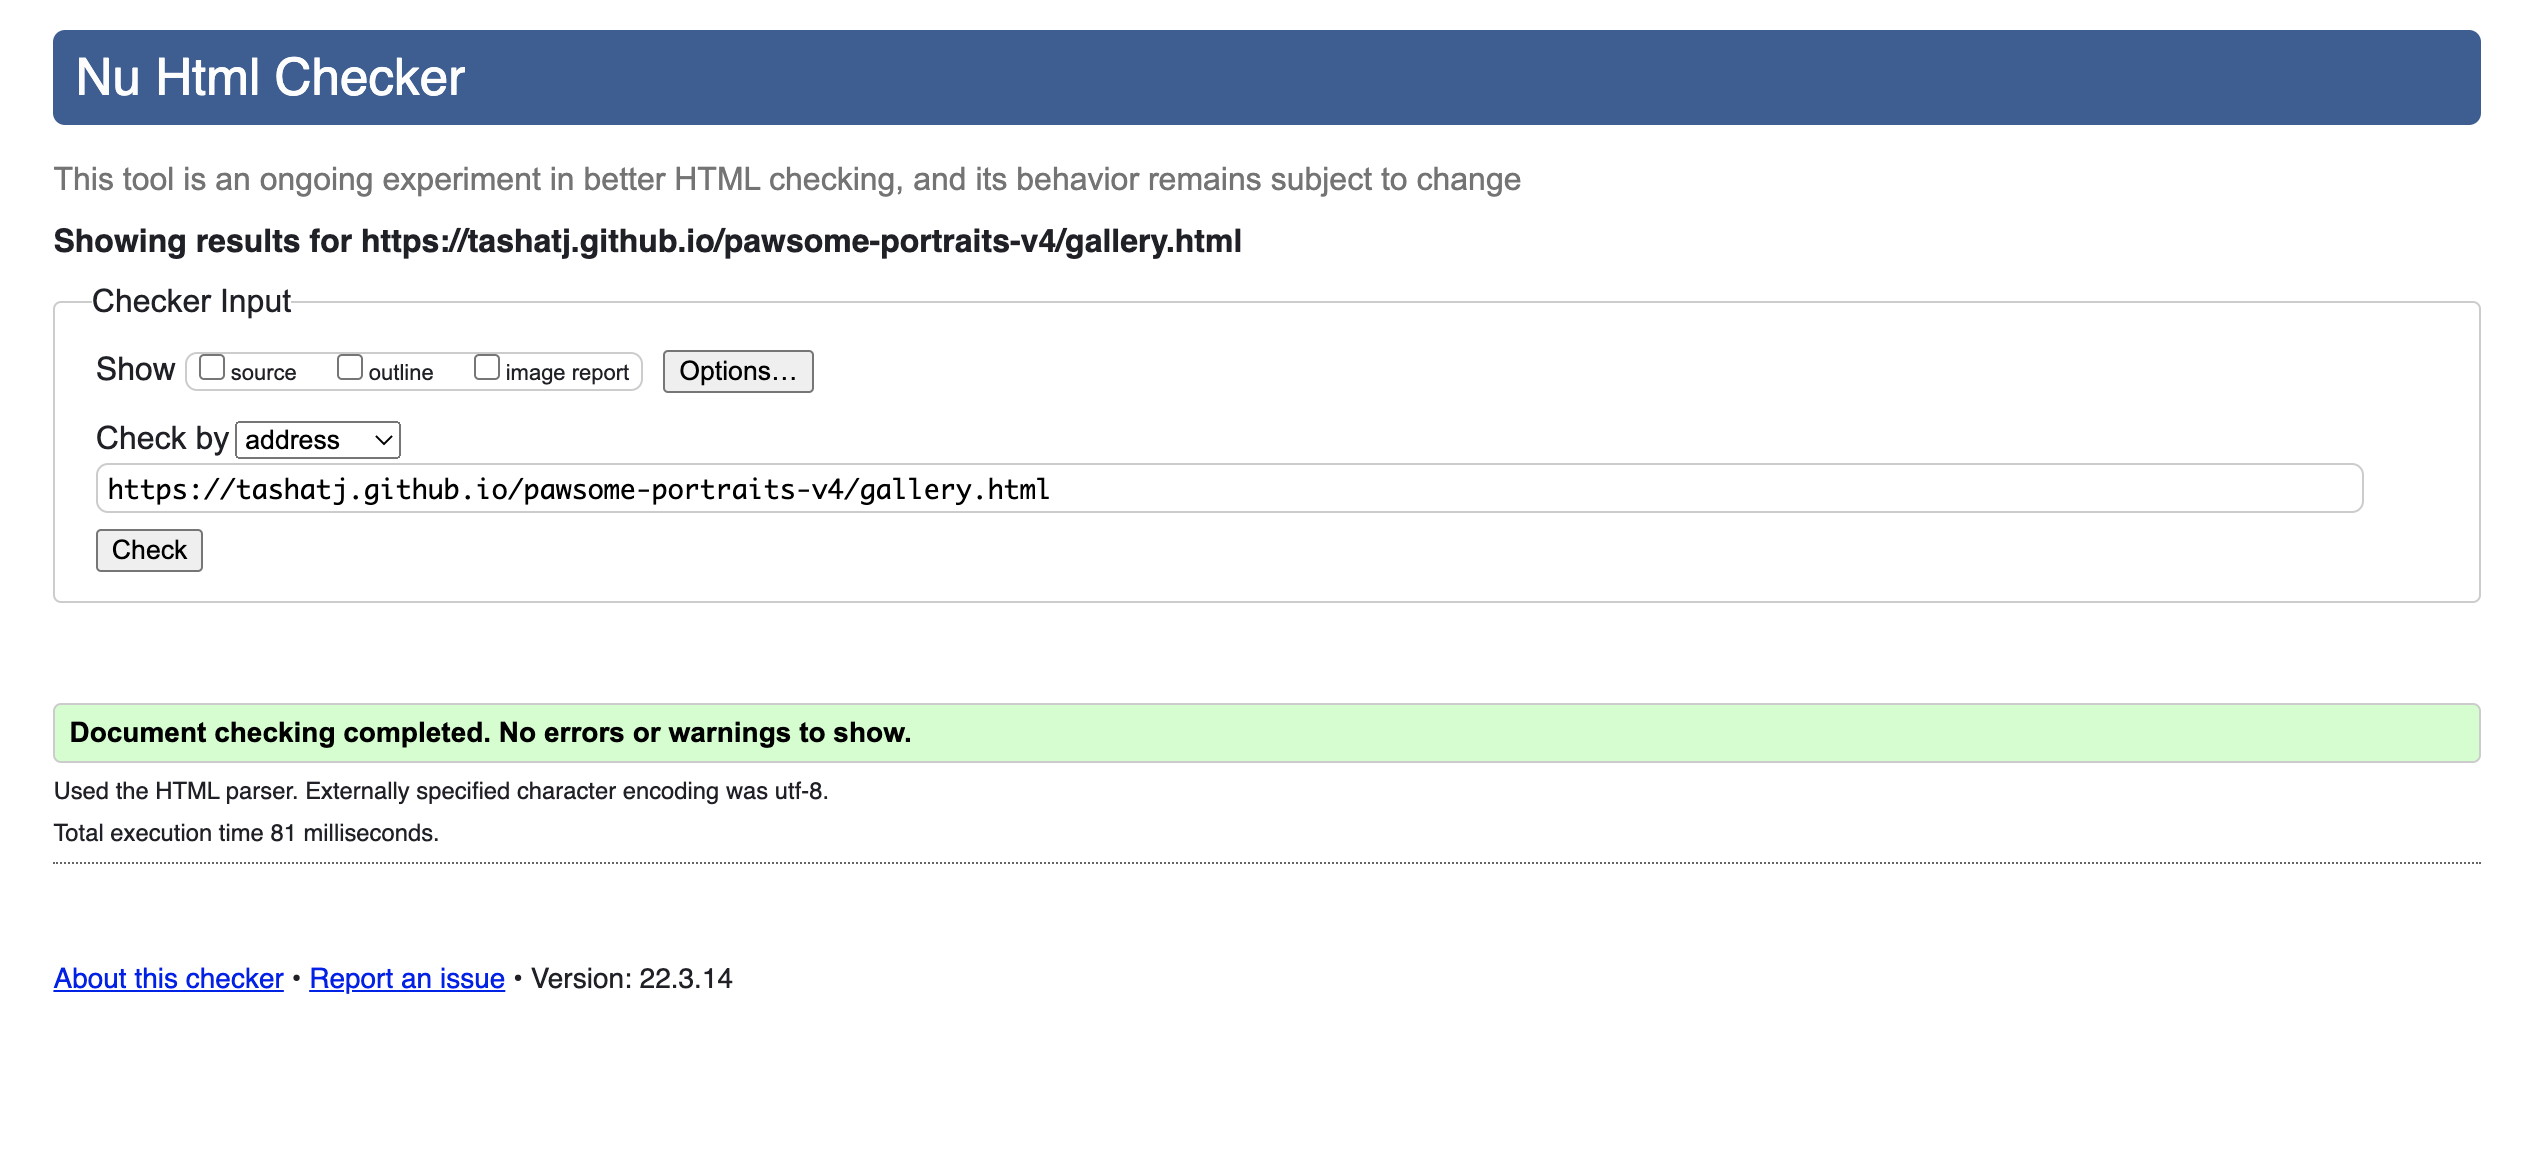 Nu Html Checker
This tool is an ongoing experiment in better HTML checking, and its behavior remains subject to change
Showing results for https://tashatj.github.io/pawsome-portraits-v4/gallery.html
Checker Input
Show source outline image report Options...
Check by address
https://tashatj.github.io/pawsome-portraits-v4/gallery.html
Check
Document checking completed. No errors or warnings to show.
Used the HTML parser. Externally specified character encoding was utf-8.
Total execution time 81 milliseconds.
About this checker • Report an issue • Version: 22.3.14